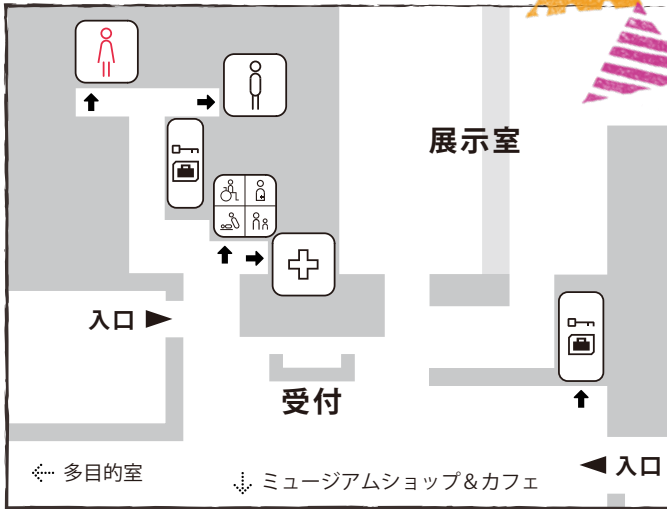 展示室
入口
受付
多目的室
ミュージアムショップ&カフェ
入口